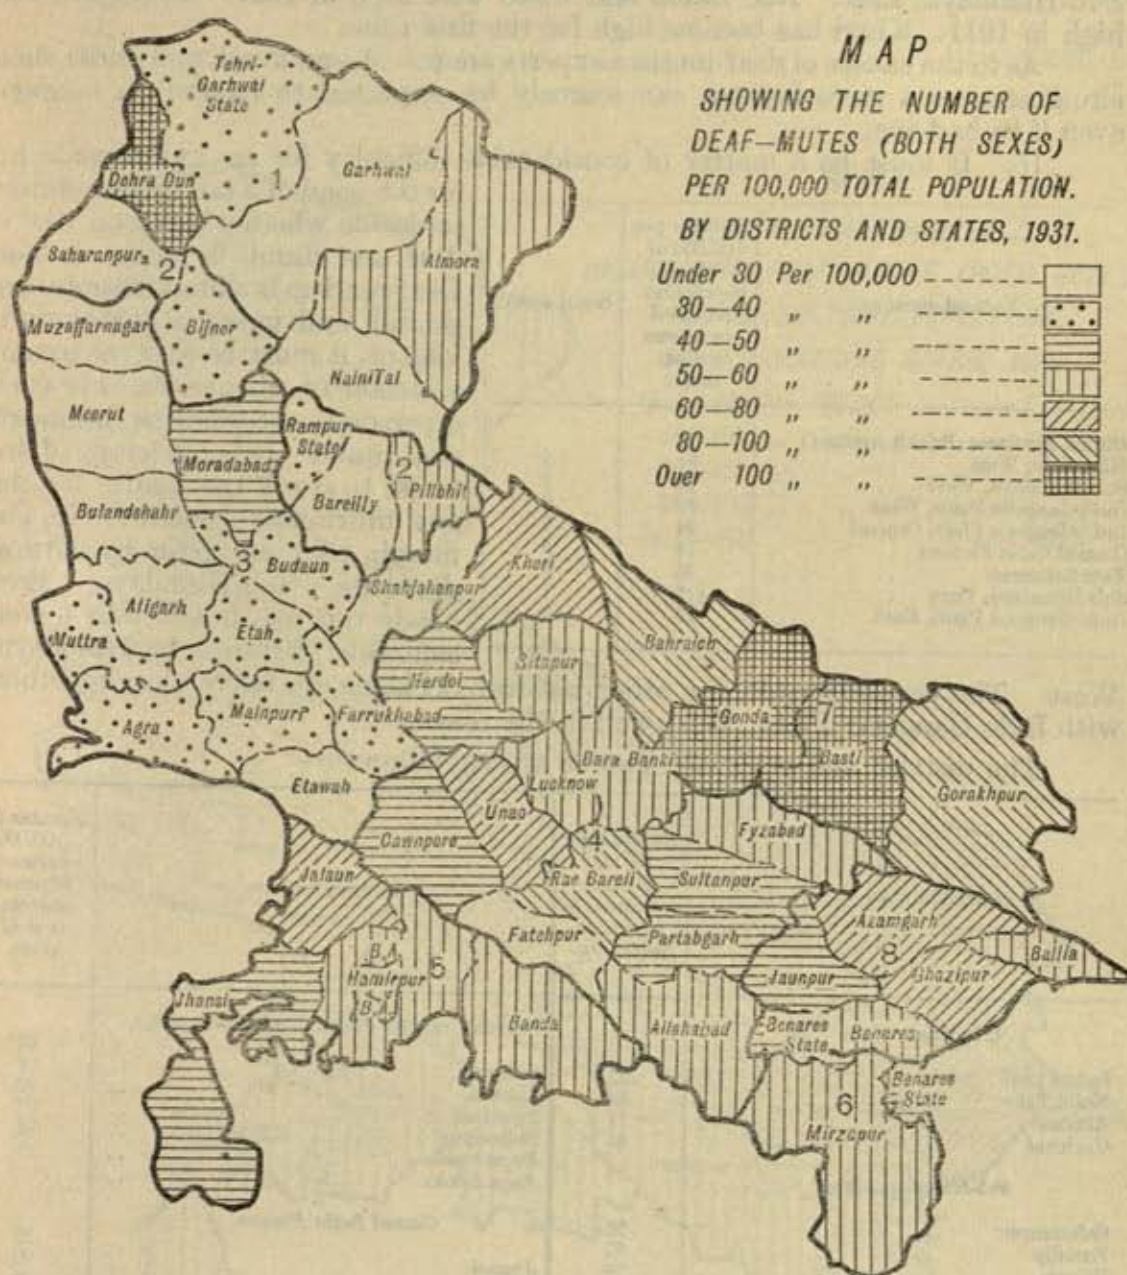 MAP
SHOWING THE NUMBER OF
DEAF-MUTES (BOTH SEXES)
PER 100,000 TOTAL POPULATION.
BY DISTRICTS AND STATES, 1931.
Under 30 Per 100,000
30-40 „ „
40-50 „ „
50-60 „ „
60-80 „ „
80-100 „ „
Over 100 „ „
Tehri-
Garhwal
State
1
Garhwal
Dehra Dun
Almora
Saharanpur
2
Muzaffarnagar
Bijnor
Naini Tal
Meerut
Rampur
State
Moradabad
2
Pilibhit
Bareilly
Bulandshahr
3
Budaun
Kheri
Shahjahanpur
Aligarh
Muttra
Etah
Bahraich
Sitapur
Hardoi
Mainpuri
Farrukhabad
Agra
Gonda
7
Basti
Bara Banki
Etawah
Lucknow
Gorakhpur
Unao
Fyzabad
Cawnpore
4
Jalaun
Rae Bareli
Sultanpur
Azamgarh
Fatehpur
Partabgarh
B.A.
8
Ballia
Hamirpur
5
Jaunpur
Ghazipur
Jhansi
B.
Banda
Allahabad
Benares
State
Benares
Benares
State
6
Mirzapur